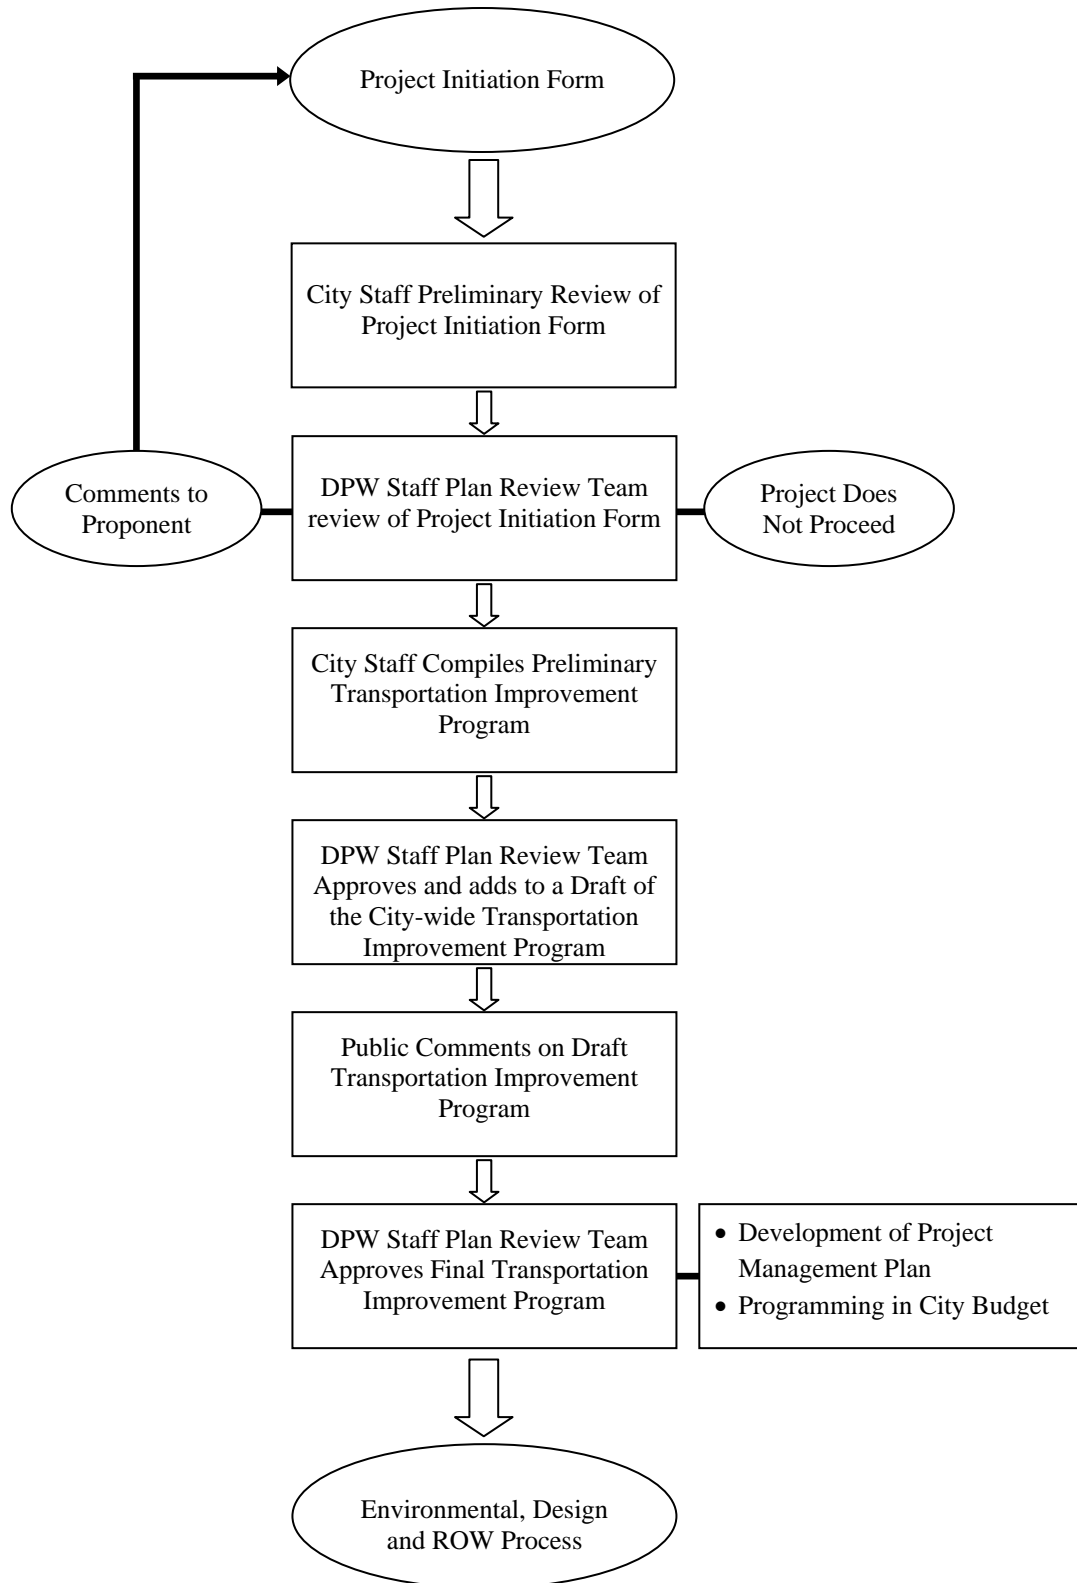 Project Initiation Form
City Staff Preliminary Review of
Project Initiation Form
Comments to
Proponent
DPW Staff Plan Review Team
review of Project Initiation Form
Project Does
Not Proceed
City Staff Compiles Preliminary
Transportation Improvement
Program
DPW Staff Plan Review Team
Approves and adds to a Draft of
the City-wide Transportation
Improvement Program
Public Comments on Draft
Transportation Improvement
Program
DPW Staff Plan Review Team
Approves Final Transportation
Improvement Program
• Development of Project
Management Plan
• Programming in City Budget
Environmental, Design
and ROW Process